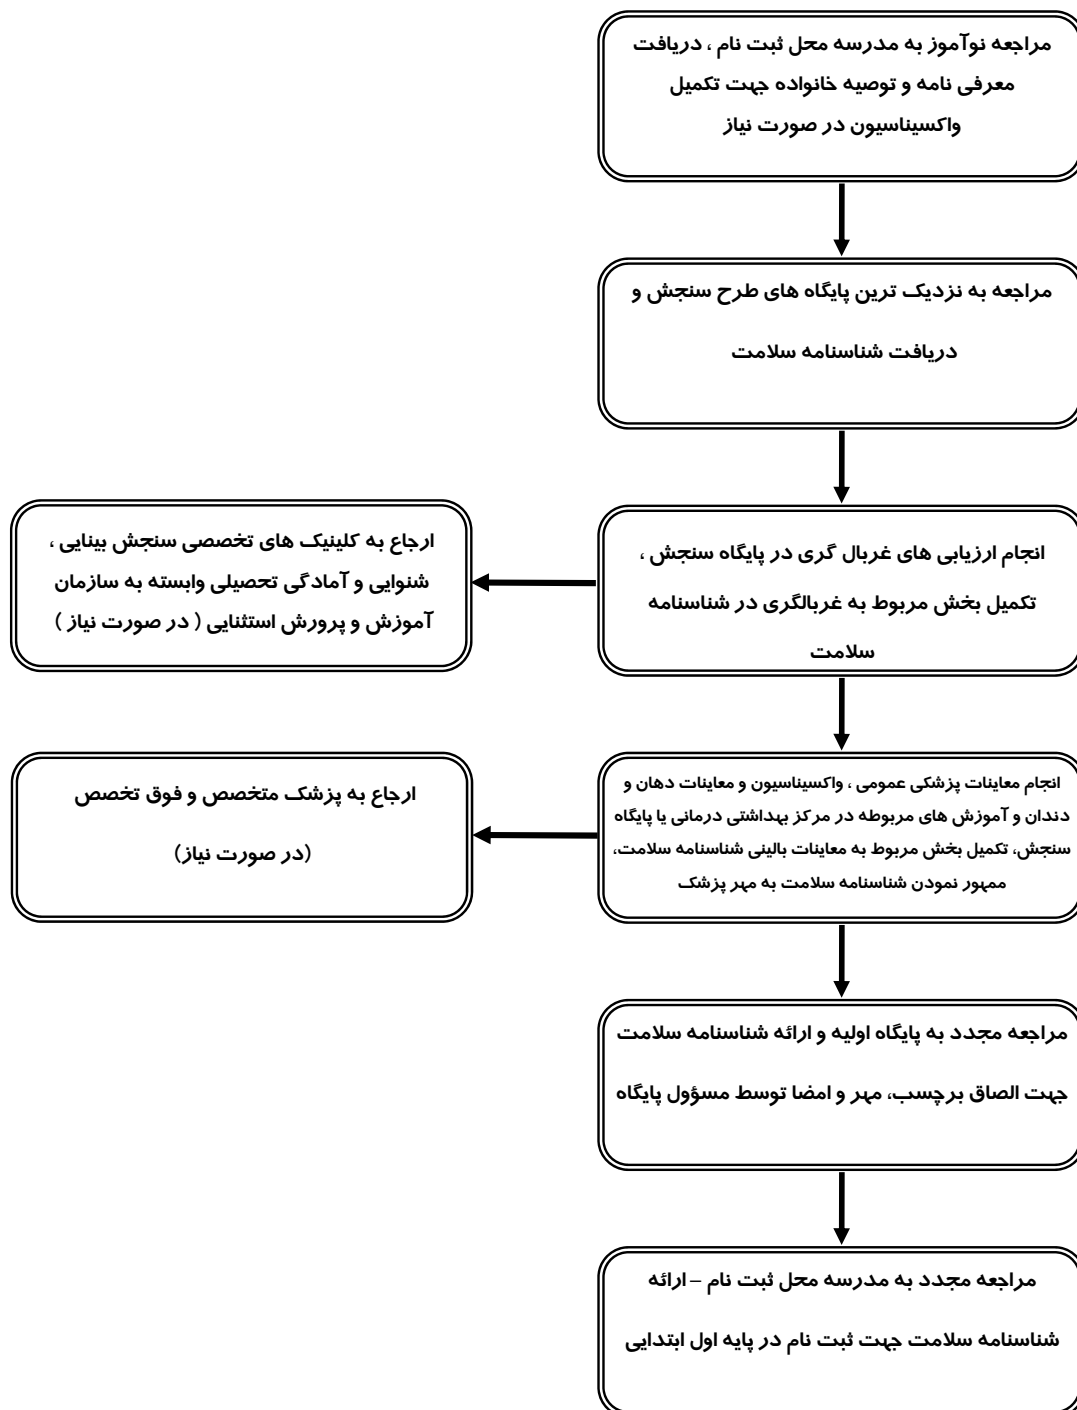 مراجعه نوآموز به مدرسه محل ثبت نام ، دریافت
معرفی نامه و توصیه خانواده جهت تکمیل
واکسیناسیون در صورت نیاز
مراجعه به نزدیک ترین پایگاه های طرح سنجش و
دریافت شناسنامه سلامت
انجام ارزیابی های غربال گری در پایگاه سنجش ،
تکمیل بخش مربوط به غربالگری در شناسنامه
سلامت
ارجاع به کلینیک های تخصصی سنجش بینایی ،
شنوایی و آمادگی تحصیلی وابسته به سازمان
آموزش و پرورش استثنایی ( در صورت نیاز )
انجام معاینات پزشکی عمومی ، واکسیناسیون و معاینات دهان و
دندان و آموزش های مربوطه در مرکز بهداشتی درمانی یا پایگاه
سنجش، تکمیل بخش مربوط به معاینات بالینی شناسنامه سلامت،
ممهور نمودن شناسنامه سلامت به مهر پزشک
ارجاع به پزشک متخصص و فوق تخصص
(در صورت نیاز)
مراجعه مجدد به پایگاه اولیه و ارائه شناسنامه سلامت
جهت الصاق برچسب، مهر و امضا توسط مسؤول پایگاه
مراجعه مجدد به مدرسه محل ثبت نام – ارائه
شناسنامه سلامت جهت ثبت نام در پایه اول ابتدایی